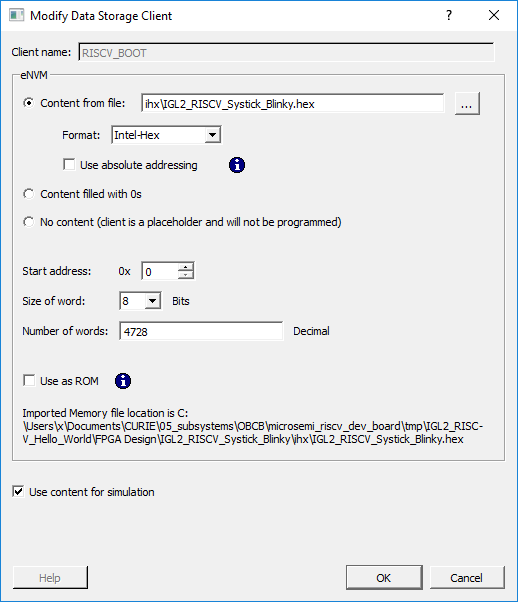 Modify Data Storage Client
Client name: RISCV_BOOT
eNVM
Content from file: ihx\IGL2_RISCV_Systick_Blinky.hex ...
Format: Intel-Hex
Use absolute addressing
Content filled with 0s
No content (client is a placeholder and will not be programmed)
Start address: 0x 0
Size of word: 8 Bits
Number of words: 4728 Decimal
Use as ROM
Imported Memory file location is C:
\Users\x\Documents\CURIE\05_subsystems\OBCB\microsemi_riscv_dev_board\tmp\IGL2_RISC-
V_Hello_World\FPGA Design\IGL2_RISCV_Systick_Blinky\ihx\IGL2_RISCV_Systick_Blinky.hex
Use content for simulation
Help OK Cancel